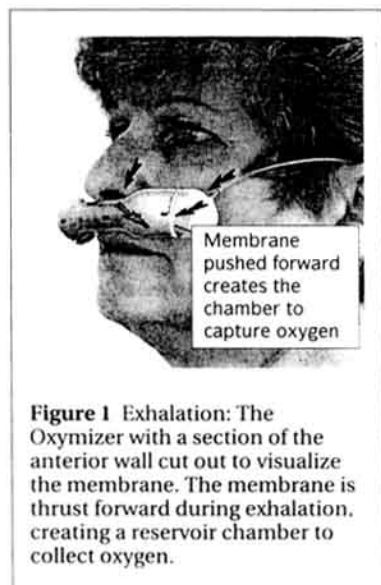 Membrane
pushed forward
creates the
chamber to
capture oxygen
Figure 1 Exhalation: The
Oxymizer with a section of the
anterior wall cut out to visualize
the membrane. The membrane is
thrust forward during exhalation,
creating a reservoir chamber to
collect oxygen.